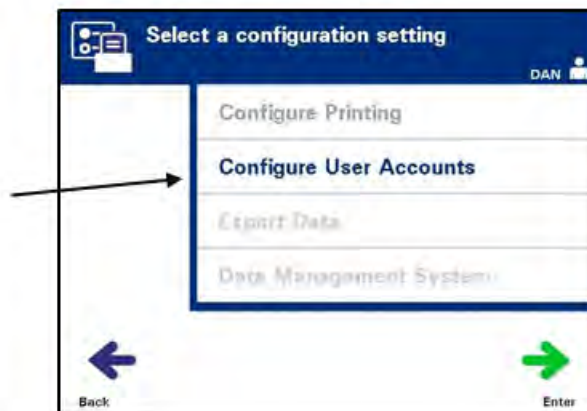 Select a configuration setting
DAN
Configure Printing
Configure User Accounts
Export Data
Data Management System
Back
Enter